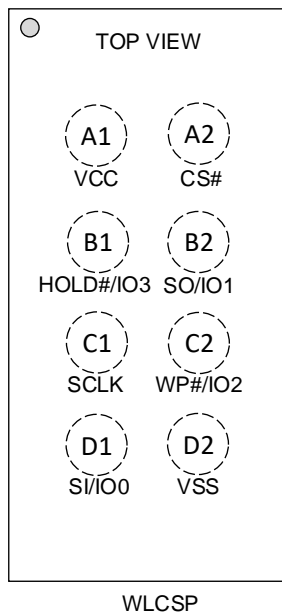 TOP VIEW
A1 A2
VCC CS#
B1 B2
HOLD#/IO3 SO/IO1
C1 C2
SCLK WP#/IO2
D1 D2
SI/IO0 VSS
WLCSP